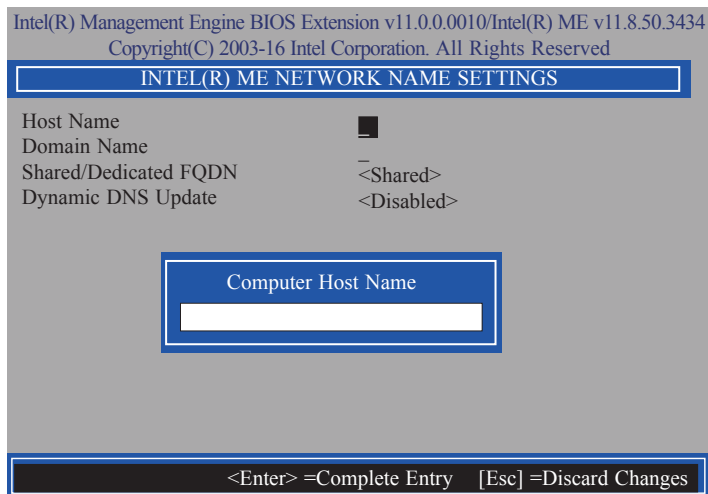 Intel(R) Management Engine BIOS Extension v11.0.0.0010/Intel(R) ME v11.8.50.3434
Copyright(C) 2003-16 Intel Corporation. All Rights Reserved
INTEL(R) ME NETWORK NAME SETTINGS
Host Name _
Domain Name _
Shared/Dedicated FQDN <Shared>
Dynamic DNS Update <Disabled>
Computer Host Name
<Enter> =Complete Entry [Esc] =Discard Changes